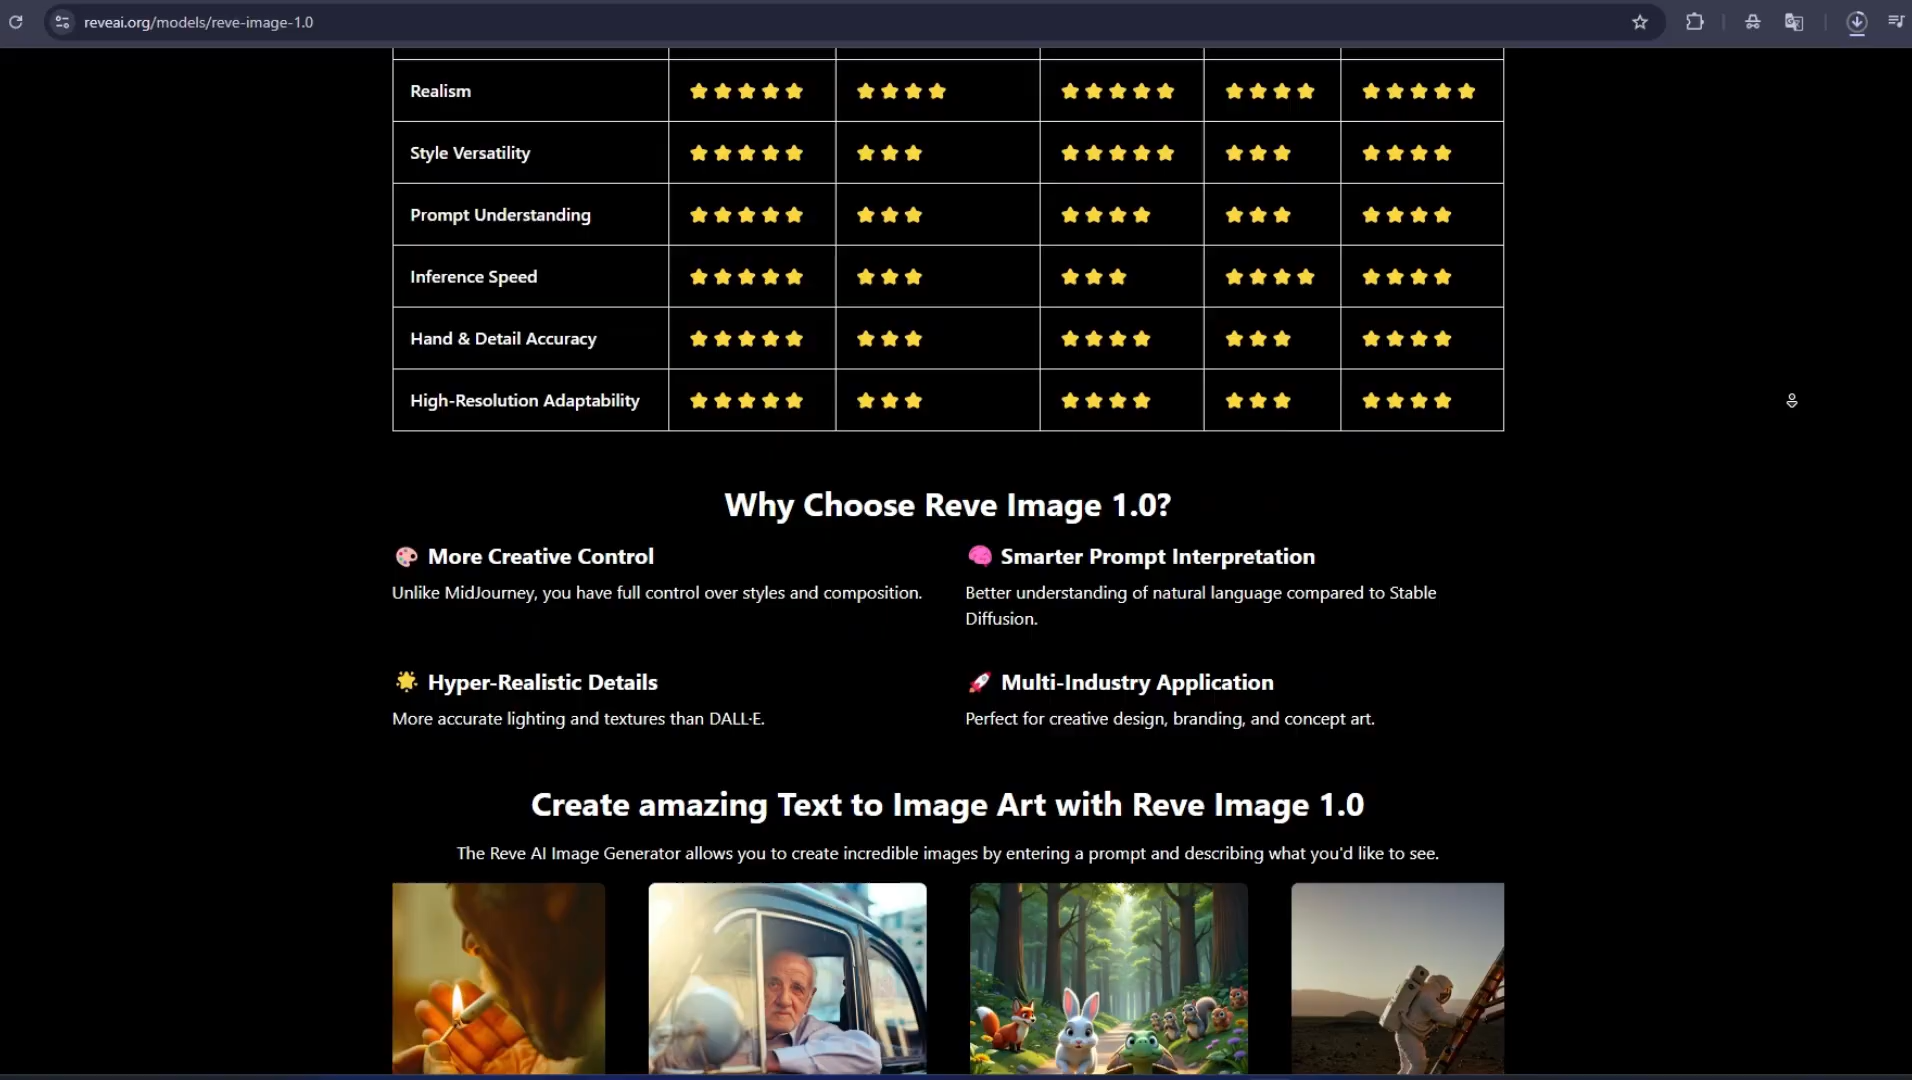 reveai.org/models/reve-image-1.0
Realism
Style Versatility
Prompt Understanding
Inference Speed
Hand & Detail Accuracy
High-Resolution Adaptability
Why Choose Reve Image 1.0?
More Creative Control
Unlike MidJourney, you have full control over styles and composition.
Smarter Prompt Interpretation
Better understanding of natural language compared to Stable
Diffusion.
Hyper-Realistic Details
More accurate lighting and textures than DALL·E.
Multi-Industry Application
Perfect for creative design, branding, and concept art.
Create amazing Text to Image Art with Reve Image 1.0
The Reve AI Image Generator allows you to create incredible images by entering a prompt and describing what you'd like to see.